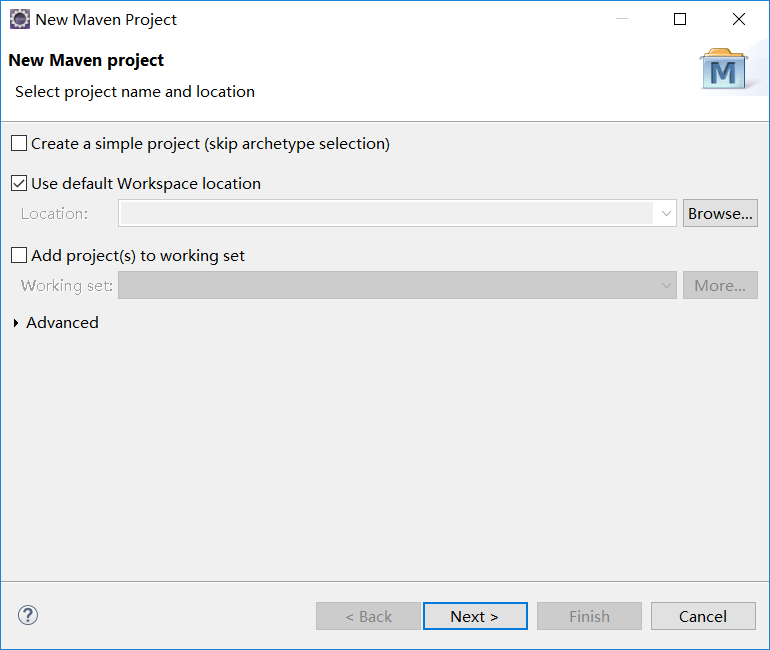 New Maven Project
New Maven project
Select project name and location
M
Create a simple project (skip archetype selection)
Use default Workspace location
Location:
Browse...
Add project(s) to working set
Working set:
More...
Advanced
?
< Back
Next >
Finish
Cancel